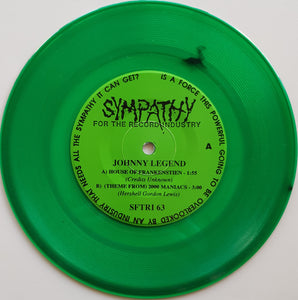 IS A FORCE THIS POWERFUL GOING TO BE OVERLOOKED BY AN INDUSTRY THAT NEEDS ALL THE SYMPATHY IT CAN GET?
SYMPATHY
FOR THE RECORD INDUSTRY
JOHNNY LEGEND
A
A) HOUSE OF FRANKENSTIEN - 1:55
(Credits Unknown)
B) (THEME FROM) 2000 MANIACS - 3:00
(Hershell Gordon Lewis)
SFTRI 63